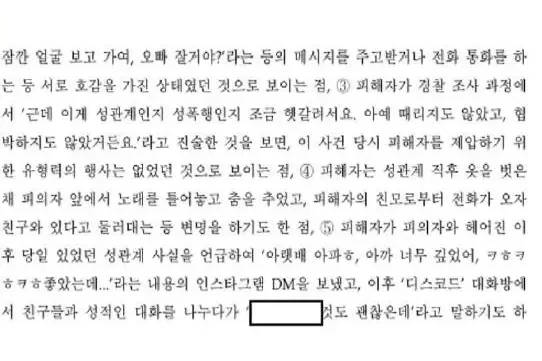 잠깐 얼굴 보고 가여, 오빠 잘거야?'라는 등의 메시지를 주고받거나 전화 통화를 하
는 등 서로 호감을 가진 상태였던 것으로 보이는 점, ③ 피해자가 경찰 조사 과정에
서 '근데 이게 성관계인지 성폭행인지 조금 헷갈려서요. 아예 때리지도 않았고, 협
박하지도 않았거든요.'라고 진술한 것을 보면, 이 사건 당시 피해자를 제압하기 위
한 유형력의 행사는 없었던 것으로 보이는 점, ④ 피해자는 성관계 직후 옷을 벗은
채 피의자 앞에서 노래를 틀어놓고 춤을 추었고, 피해자의 친모로부터 전화가 오자
친구와 있다고 둘러대는 등 변명을 하기도 한 점, ⑤ 피해자가 피의자와 헤어진 이
후 당일 있었던 성관계 사실을 언급하여 '아랫배 아파ㅎ, 아까 너무 깊었어, ㅋㅎㅋ
ㅎㅋㅎ좋았는데...'라는 내용의 인스타그램 DM을 보냈고, 이후 '디스코드' 대화방에
서 친구들과 성적인 대화를 나누다가 '것도 괜찮은데'라고 말하기도 하